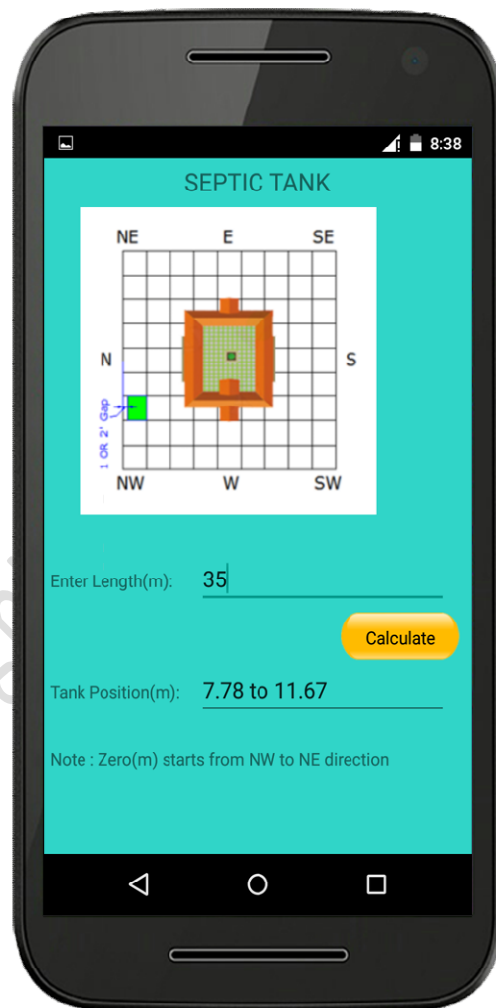 8:38
SEPTIC TANK
NE E SE
N S
1 OR 2' Gap
NW W SW
Enter Length(m): 35
Calculate
Tank Position(m): 7.78 to 11.67
Note : Zero(m) starts from NW to NE direction